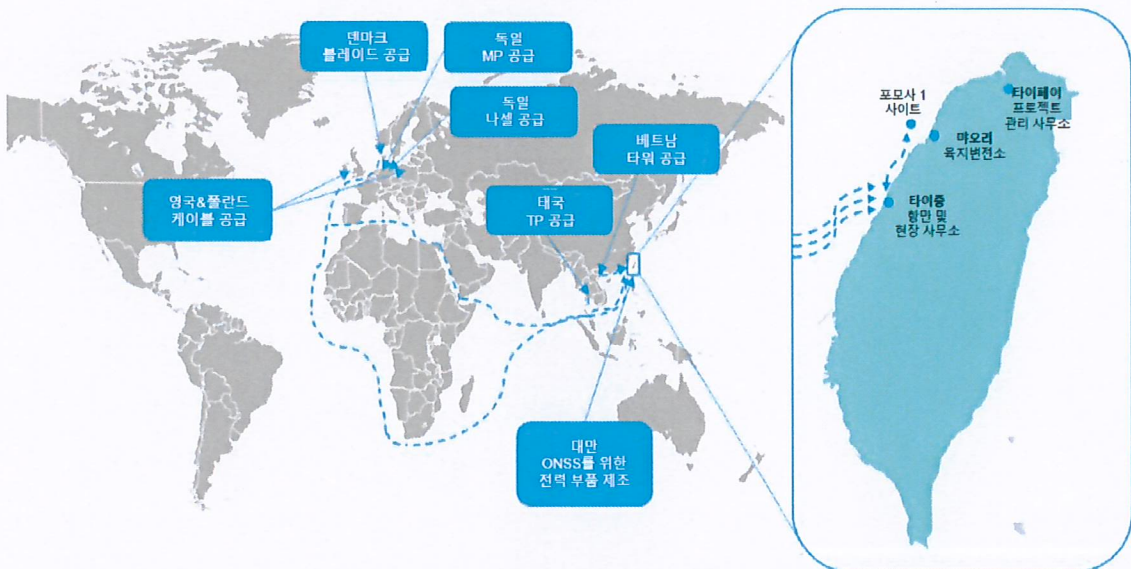 덴마크
블레이드 공급
독일
MP 공급
독일
나셀 공급
베트남
타워 공급
영국&폴란드
케이블 공급
태국
TP 공급
대만
ONSS를 위한
전력 부품 제조
포모사 1
사이트
타이페이
프로젝트
관리 사무소
먀오리
육지변전소
타이중
항만 및
현장 사무소